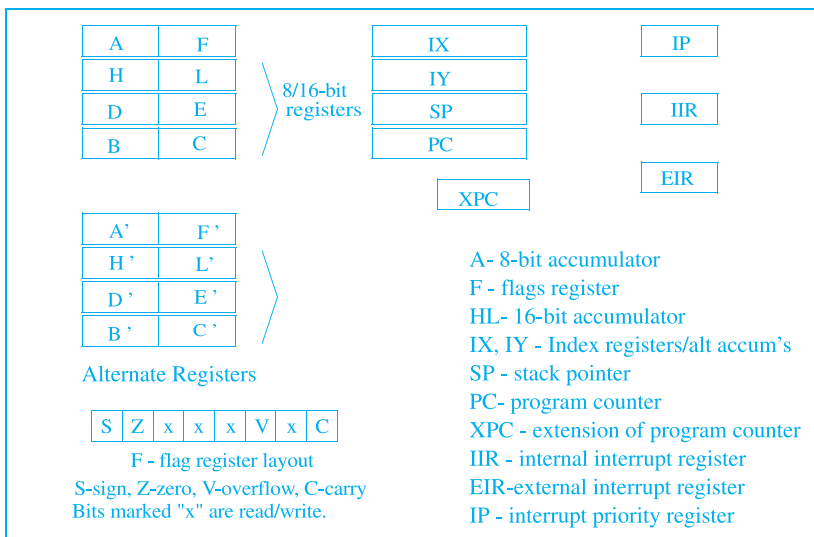 A F
H L
D E
B C
8/16-bit
registers
IX
IY
SP
PC
XPC
IP
IIR
EIR
A' F'
H' L'
D' E'
B' C'
Alternate Registers
S Z x x x V x C
F - flag register layout
S-sign, Z-zero, V-overflow, C-carry
Bits marked "x" are read/write.
A- 8-bit accumulator
F - flags register
HL- 16-bit accumulator
IX, IY - Index registers/alt accum's
SP - stack pointer
PC- program counter
XPC - extension of program counter
IIR - internal interrupt register
EIR-external interrupt register
IP - interrupt priority register